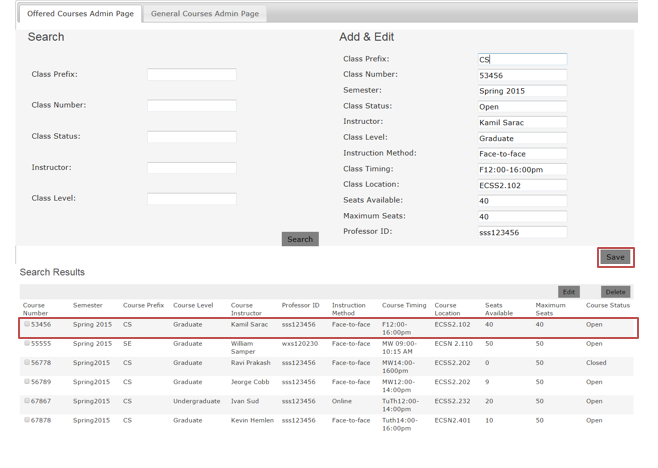 Offered Courses Admin Page
General Courses Admin Page
Search
Add & Edit
Class Prefix:
Class Number:
Class Status:
Instructor:
Class Level:
Search
Class Prefix: CS
Class Number: 53456
Semester: Spring 2015
Class Status: Open
Instructor: Kamil Sarac
Class Level: Graduate
Instruction Method: Face-to-face
Class Timing: F12:00-16:00pm
Class Location: ECSS2.102
Seats Available: 40
Maximum Seats: 40
Professor ID: sss123456
Save
Search Results
Edit Delete
Course Number Semester Course Prefix Course Level Course Instructor Professor ID Instruction Method Course Timing Course Location Seats Available Maximum Seats Course Status
53456 Spring 2015 CS Graduate Kamil Sarac sss123456 Face-to-face F12:00-16:00pm ECSS2.102 40 40 Open
55555 Spring 2015 SE Graduate William Samper wxs120230 Face-to-face MW 09:00-10:15 AM ECSN 2.110 50 50 Open
56778 Spring2015 CS Graduate Ravi Prakash sss123456 Face-to-face MW14:00-1600pm ECSS2.202 0 50 Closed
56789 Spring2015 CS Graduate Jeorge Cobb sss123456 Face-to-face MW12:00-14:00pm ECSS2.202 9 50 Open
67867 Spring2015 CS Undergraduate Ivan Sud sss123456 Online TuTh12:00-14:00pm ECSS2.232 20 50 Open
67878 Spring2015 CS Graduate Kevin Hemlen sss123456 Face-to-face Tuth14:00-16:00pm ECSN2.401 10 50 Open